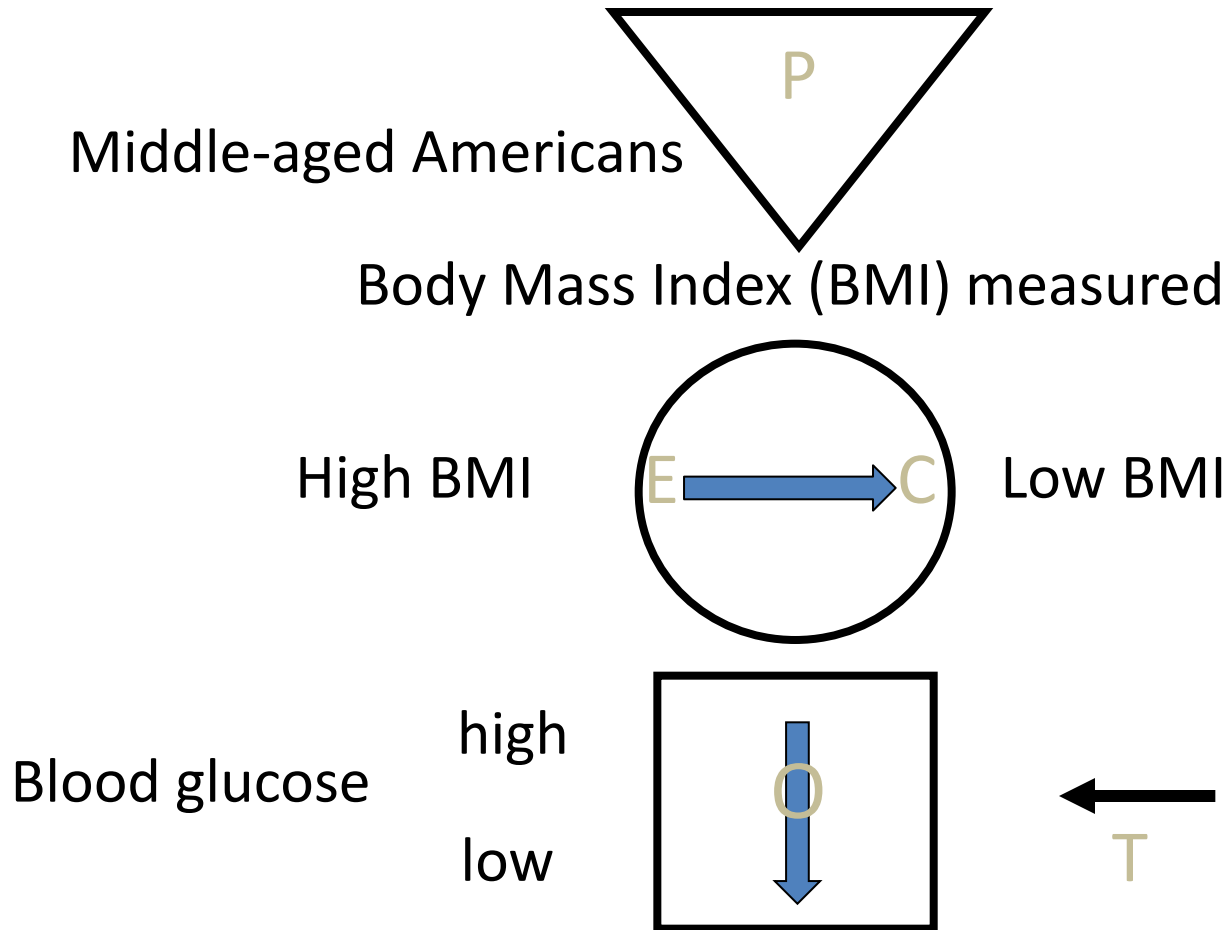 P
Middle-aged Americans
Body Mass Index (BMI) measured
High BMI
E
C
Low BMI
high
Blood glucose
O
low
T